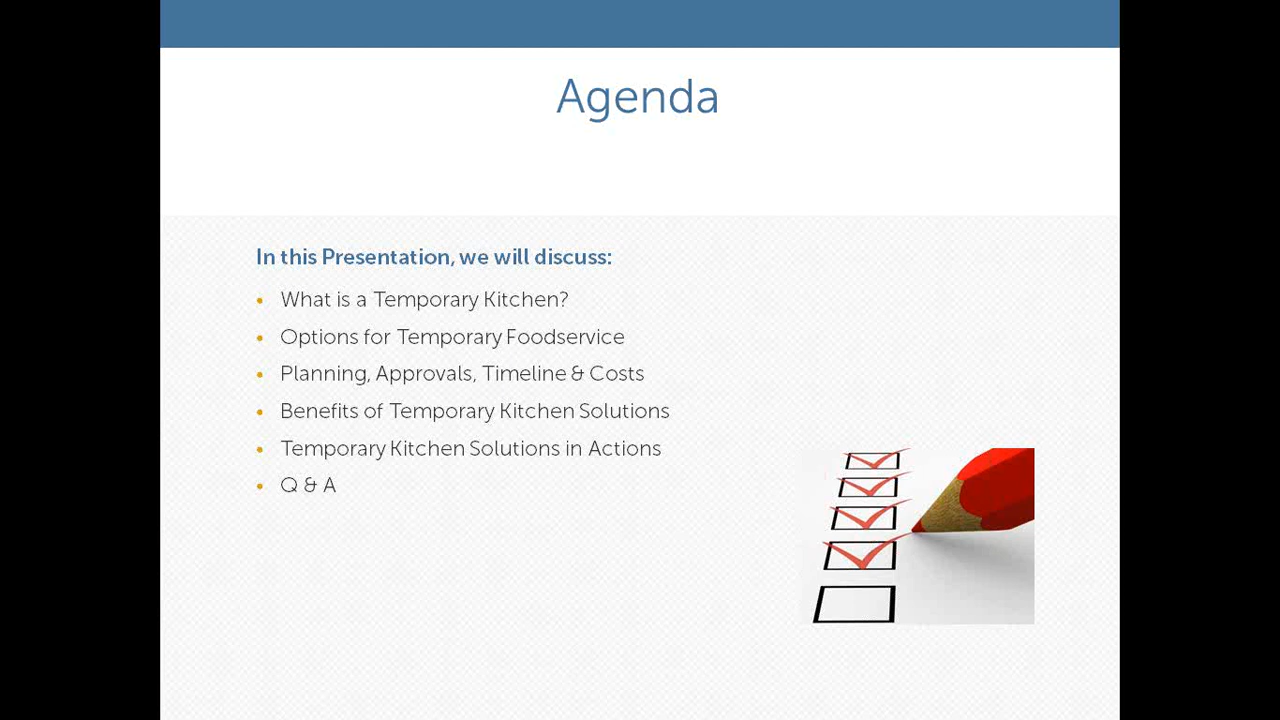 Agenda
In this Presentation, we will discuss:
• What is a Temporary Kitchen?
• Options for Temporary Foodservice
• Planning, Approvals, Timeline & Costs
• Benefits of Temporary Kitchen Solutions
• Temporary Kitchen Solutions in Actions
• Q & A